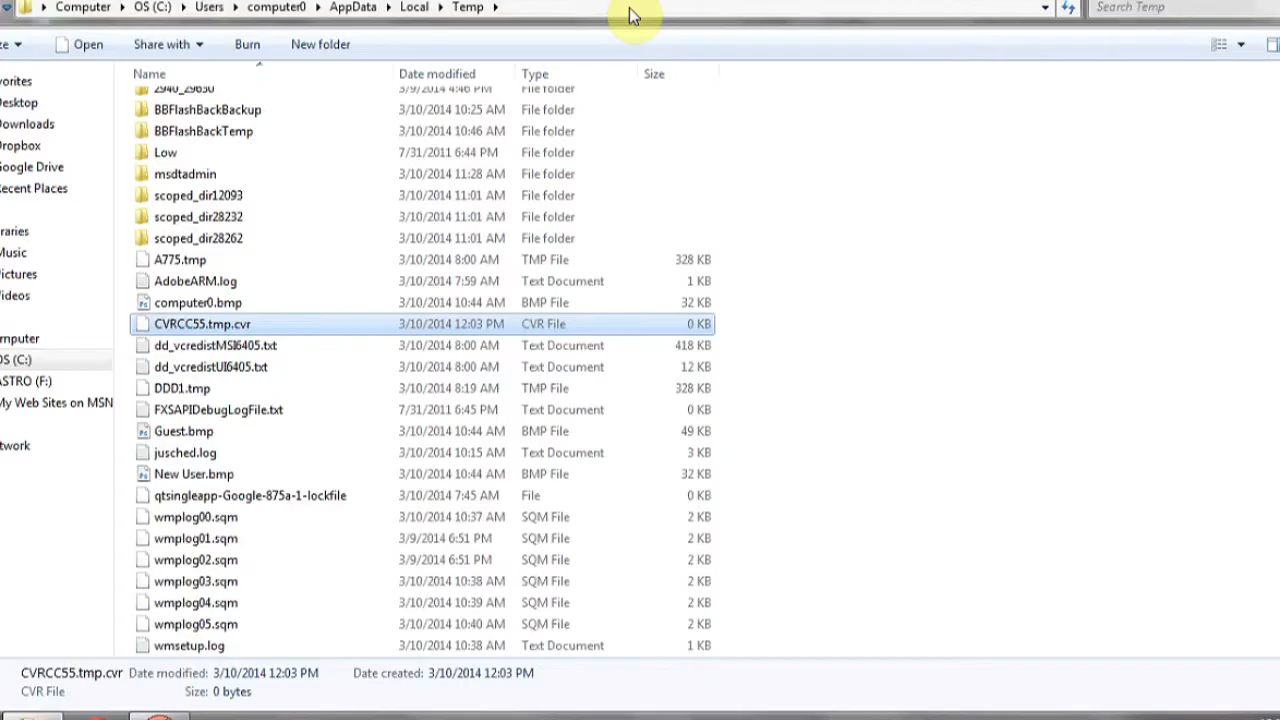 Computer ▸ OS (C:) ▸ Users ▸ computer0 ▸ AppData ▸ Local ▸ Temp ▸ Search Temp
Open Share with Burn New folder
Name Date modified Type Size
2940_29630 3/9/2014 4:46 PM File folder
BBFlashBackBackup 3/10/2014 10:25 AM File folder
BBFlashBackTemp 3/10/2014 10:46 AM File folder
Low 7/31/2011 6:44 PM File folder
msdtadmin 3/10/2014 11:28 AM File folder
scoped_dir12093 3/10/2014 11:01 AM File folder
scoped_dir28232 3/10/2014 11:01 AM File folder
scoped_dir28262 3/10/2014 11:01 AM File folder
A775.tmp 3/10/2014 8:00 AM TMP File 328 KB
AdobeARM.log 3/10/2014 7:59 AM Text Document 1 KB
computer0.bmp 3/10/2014 10:44 AM BMP File 32 KB
CVRCC55.tmp.cvr 3/10/2014 12:03 PM CVR File 0 KB
dd_vcredistMSI6405.txt 3/10/2014 8:00 AM Text Document 418 KB
dd_vcredistUI6405.txt 3/10/2014 8:00 AM Text Document 12 KB
DDD1.tmp 3/10/2014 8:19 AM TMP File 328 KB
FXSAPIDebugLogFile.txt 7/31/2011 6:45 PM Text Document 0 KB
Guest.bmp 3/10/2014 10:44 AM BMP File 49 KB
jusched.log 3/10/2014 10:15 AM Text Document 3 KB
New User.bmp 3/10/2014 10:44 AM BMP File 32 KB
qtsingleapp-Google-875a-1-lockfile 3/10/2014 7:45 AM File 0 KB
wmplog00.sqm 3/10/2014 10:37 AM SQM File 2 KB
wmplog01.sqm 3/9/2014 6:51 PM SQM File 2 KB
wmplog02.sqm 3/9/2014 6:51 PM SQM File 2 KB
wmplog03.sqm 3/10/2014 10:38 AM SQM File 2 KB
wmplog04.sqm 3/10/2014 10:39 AM SQM File 2 KB
wmplog05.sqm 3/10/2014 10:40 AM SQM File 2 KB
wmsetup.log 3/10/2014 10:38 AM Text Document 1 KB
vorites
esktop
ownloads
ropbox
oogle Drive
ecent Places
raries
Music
ictures
ideos
mputer
OS (C:)
ASTRO (F:)
My Web Sites on MSN
twork
CVRCC55.tmp.cvr Date modified: 3/10/2014 12:03 PM Date created: 3/10/2014 12:03 PM
CVR File Size: 0 bytes